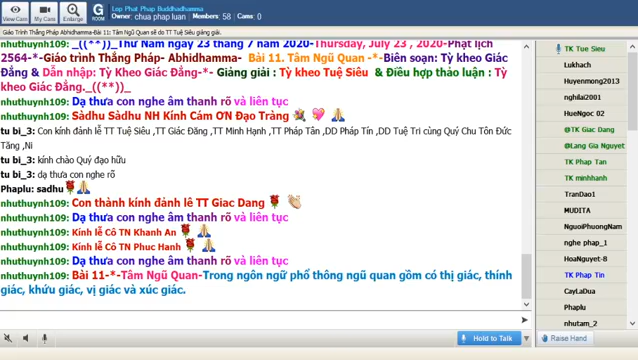 Lop Phat Phap Buddhadhamma
Owner: chua phap luan / Members: 58 / Cams: 0
View Cam
My Cam
Enlarge
G
ROOM
Giáo Trình Thắng Pháp Abhidhamma-Bài 11: Tâm Ngũ Quan sẽ do TT Tuệ Siêu giảng giải.
nhuthuynh109: _((**))_Thứ Năm ngày 23 tháng 7 năm 2020-Thursday, July 23 , 2020-Phật lịch
2564-*-Giáo trình Thắng Pháp- Abhidhamma- Bài 11. Tâm Ngũ Quan -*-Biên soạn: Tỳ kheo Giác
Đẳng & Dẫn nhập: Tỳ Kheo Giác Đẳng-*- Giảng giải : Tỳ kheo Tuệ Siêu & Điều hợp thảo luận : Tỳ
kheo Giác Đẳng._((**))_
nhuthuynh109: Dạ thưa con nghe âm thanh rõ và liên tục
nhuthuynh109: Sàdhu Sàdhu NH Kính Cám ƠN Đạo Tràng
tu bi_3: Con kính đảnh lễ TT Tuệ Siêu ,TT Giác Đăng ,TT Minh Hạnh ,TT Pháp Tân ,DD Pháp Tín ,DD Tuệ Tri cùng Quý Chu Tôn Đức
Tăng ,Ni
tu bi_3: kính chào Quý đạo hữu
tu bi_3: dạ thưa con nghe rõ
Phaplu: sadhu
nhuthuynh109: Con thành kính đảnh lê TT Giac Dang
nhuthuynh109: Dạ thưa con nghe âm thanh rõ và liên tục
nhuthuynh109: Kính lễ Cô TN Khanh An
nhuthuynh109: Kính lễ Cô TN Phuc Hanh
nhuthuynh109: Dạ thưa con nghe âm thanh rõ và liên tục
nhuthuynh109: Bài 11-*-Tâm Ngũ Quan-Trong ngôn ngữ phổ thông ngũ quan gồm có thị giác, thính
giác, khứu giác, vị giác và xúc giác.
TK Tue Sieu
Lukhach
Huyenmong2013
nghilai2001
HueNgoc 02
@TK Giac Dang
@Lang Gia Nguyet
TK Phap Tan
TK minhhanh
TranDao1
MUDITA
NguoiPhuongNam
nghe phap_1
HoaNguyet-8
TK Phap Tin
CayLaDua
Phaplu
nhutam_2
Hold to Talk
Raise Hand